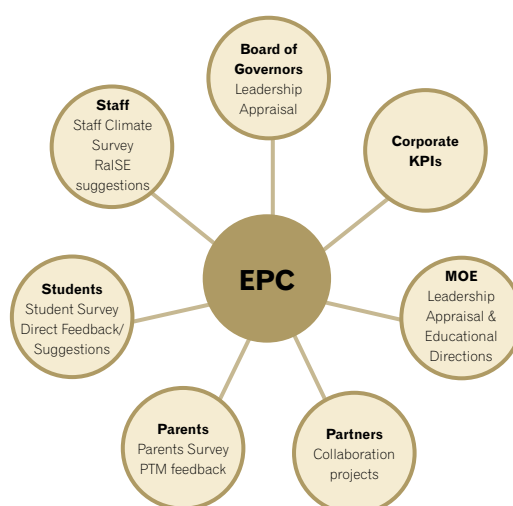 Board of
Governors
Leadership
Appraisal
Corporate
KPIs
MOE
Leadership
Appraisal &
Educational
Directions
Partners
Collaboration
projects
Parents
Parents Survey
PTM feedback
Students
Student Survey
Direct Feedback/
Suggestions
Staff
Staff Climate
Survey
RaISE
suggestions
EPC